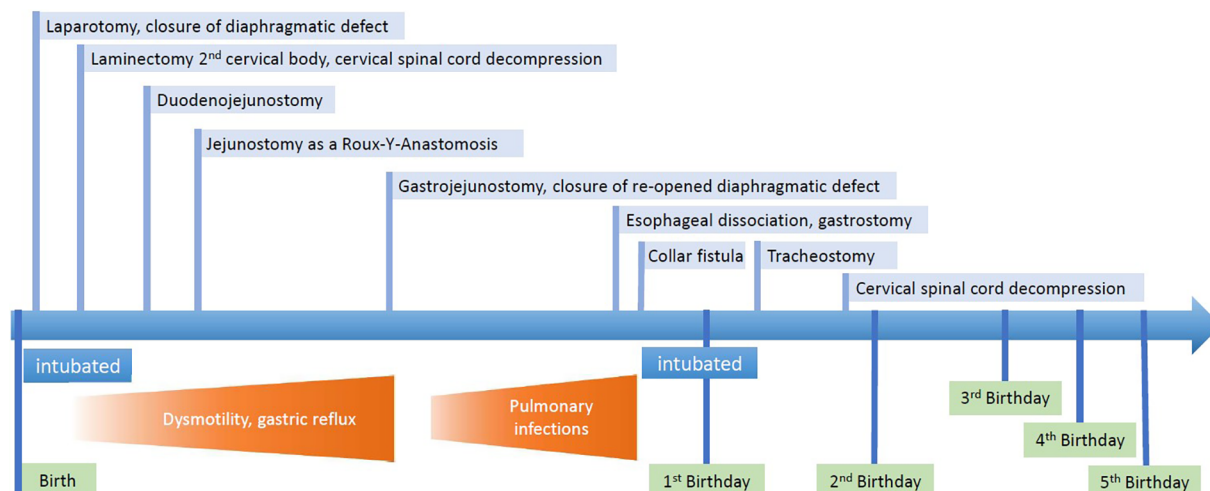 Laparotomy, closure of diaphragmatic defect
Laminectomy 2nd cervical body, cervical spinal cord decompression
Duodenojejunostomy
Jejunostomy as a Roux-Y-Anastomosis
Gastrojejunostomy, closure of re-opened diaphragmatic defect
Esophageal dissociation, gastrostomy
Collar fistula
Tracheostomy
Cervical spinal cord decompression
intubated
intubated
Dysmotility, gastric reflux
Pulmonary
infections
3rd Birthday
4th Birthday
Birth
1st Birthday
2nd Birthday
5th Birthday